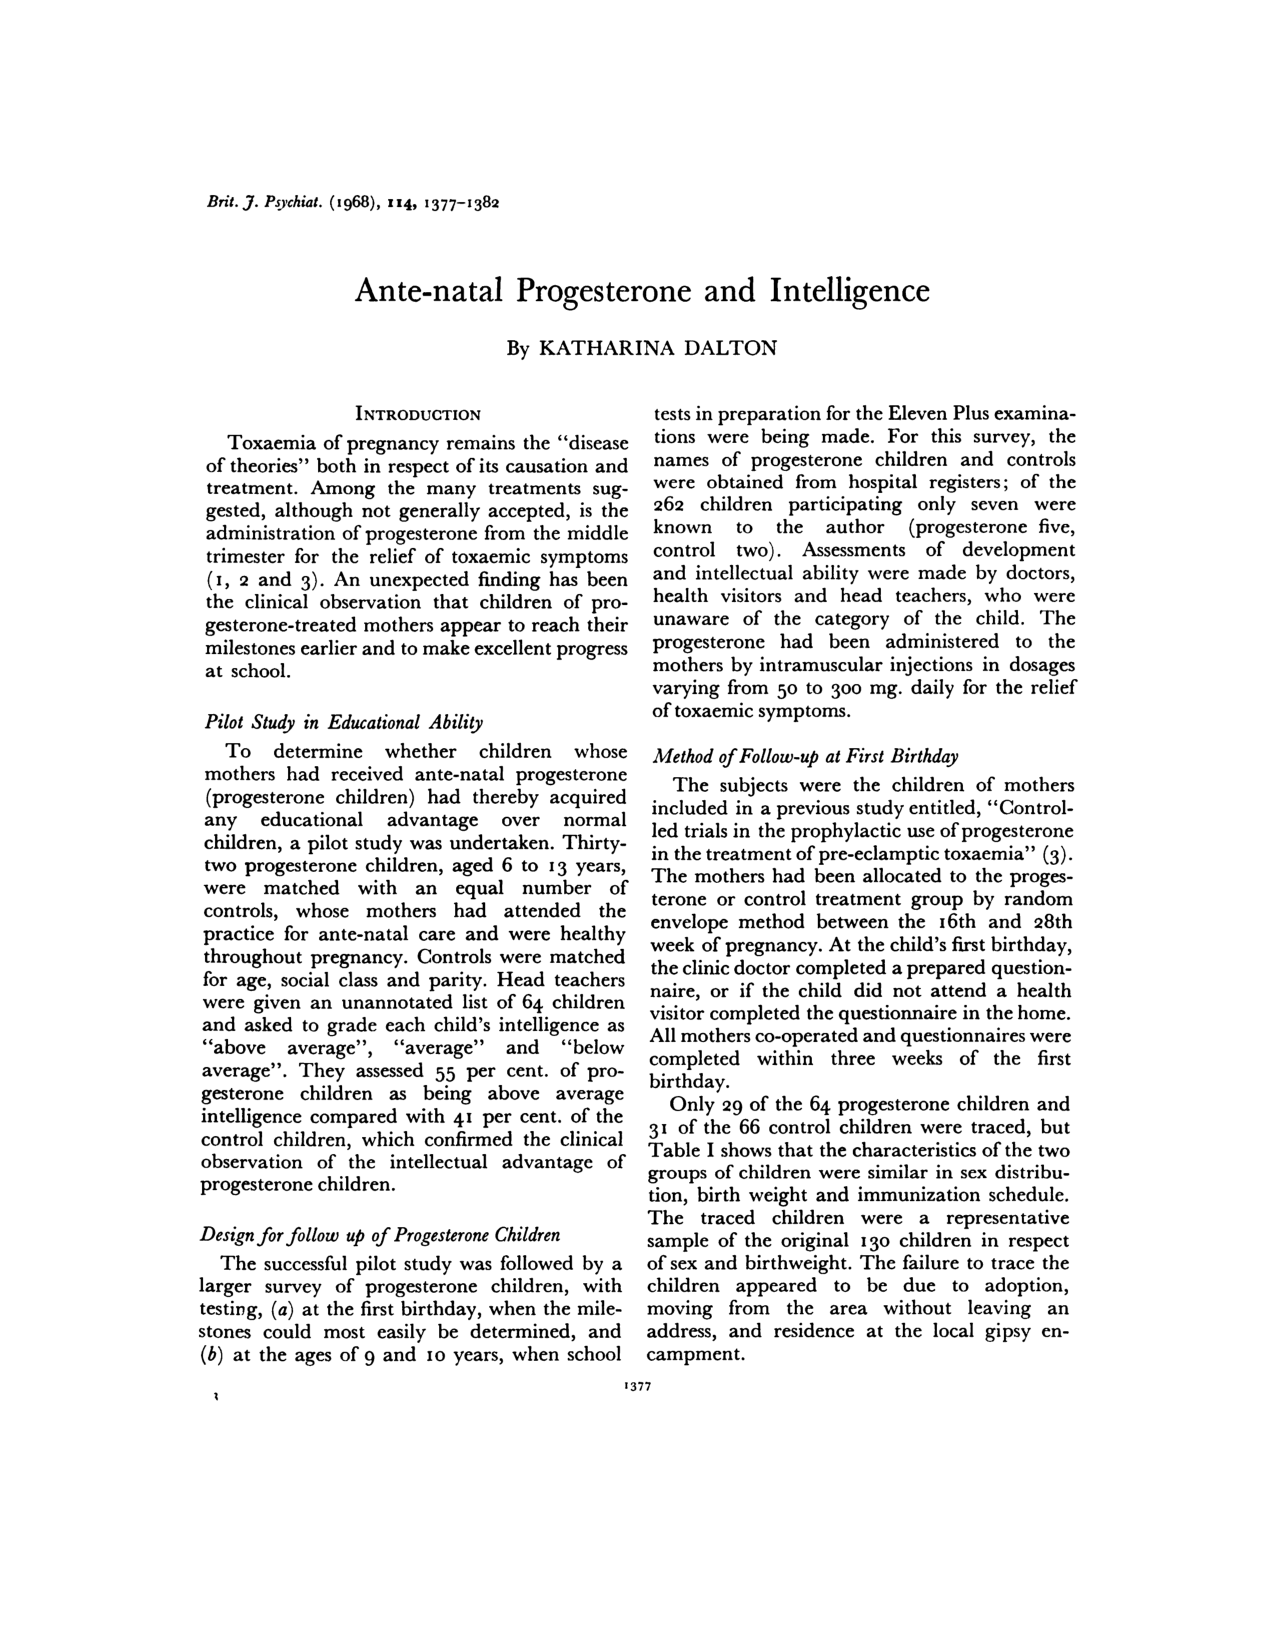 Brit. J. Psychiat. (1968), 114, 1377–1382
Ante-natal Progesterone and Intelligence
By KATHARINA DALTON
INTRODUCTION
Toxaemia of pregnancy remains the “disease
of theories” both in respect of its causation and
treatment. Among the many treatments sug-
gested, although not generally accepted, is the
administration of progesterone from the middle
trimester for the relief of toxaemic symptoms
(1, 2 and 3). An unexpected finding has been
the clinical observation that children of pro-
gesterone-treated mothers appear to reach their
milestones earlier and to make excellent progress
at school.
Pilot Study in Educational Ability
To determine whether children whose
mothers had received ante-natal progesterone
(progesterone children) had thereby acquired
any educational advantage over normal
children, a pilot study was undertaken. Thirty-
two progesterone children, aged 6 to 13 years,
were matched with an equal number of
controls, whose mothers had attended the
practice for ante-natal care and were healthy
throughout pregnancy. Controls were matched
for age, social class and parity. Head teachers
were given an unannotated list of 64 children
and asked to grade each child’s intelligence as
“above average”, “average” and “below
average”. They assessed 55 per cent. of pro-
gesterone children as being above average
intelligence compared with 41 per cent. of the
control children, which confirmed the clinical
observation of the intellectual advantage of
progesterone children.
Design for follow up of Progesterone Children
The successful pilot study was followed by a
larger survey of progesterone children, with
testing, (a) at the first birthday, when the mile-
stones could most easily be determined, and
(b) at the ages of 9 and 10 years, when school
tests in preparation for the Eleven Plus examina-
tions were being made. For this survey, the
names of progesterone children and controls
were obtained from hospital registers; of the
262 children participating only seven were
known to the author (progesterone five,
control two). Assessments of development
and intellectual ability were made by doctors,
health visitors and head teachers, who were
unaware of the category of the child. The
progesterone had been administered to the
mothers by intramuscular injections in dosages
varying from 50 to 300 mg. daily for the relief
of toxaemic symptoms.
Method of Follow-up at First Birthday
The subjects were the children of mothers
included in a previous study entitled, “Control-
led trials in the prophylactic use of progesterone
in the treatment of pre-eclamptic toxaemia” (3).
The mothers had been allocated to the proges-
terone or control treatment group by random
envelope method between the 16th and 28th
week of pregnancy. At the child’s first birthday,
the clinic doctor completed a prepared question-
naire, or if the child did not attend a health
visitor completed the questionnaire in the home.
All mothers co-operated and questionnaires were
completed within three weeks of the first
birthday.
Only 29 of the 64 progesterone children and
31 of the 66 control children were traced, but
Table I shows that the characteristics of the two
groups of children were similar in sex distribu-
tion, birth weight and immunization schedule.
The traced children were a representative
sample of the original 130 children in respect
of sex and birthweight. The failure to trace the
children appeared to be due to adoption,
moving from the area without leaving an
address, and residence at the local gipsy en-
campment.
1377